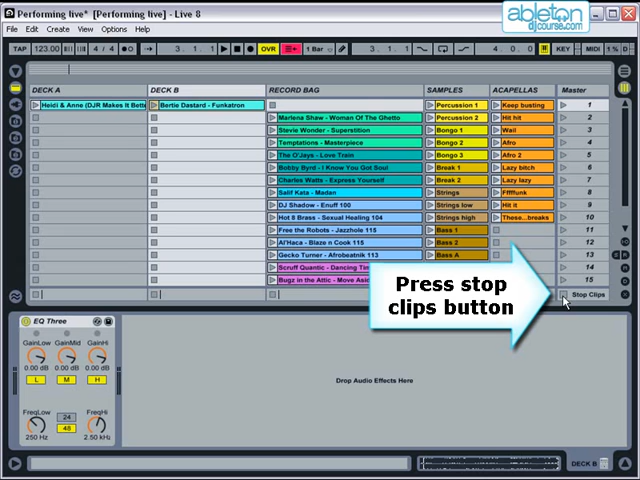 Performing live* [Performing live] - Live 8
ableton
djcourse.com
File Edit Create View Options Help
TAP 123.00 4 / 4 3. 1. 1 OVR 1 Bar 3. 1. 1 4. 0. 0 KEY MIDI 1 % D
DECK A DECK B RECORD BAG SAMPLES ACAPELLAS Master
Heidi & Anne (DJR Makes It Bett Bertie Dastard - Funkatron Percussion 1 Keep busting 1
Marlena Shaw - Woman Of The Ghetto Percussion 2 Hit hit 2
Stevie Wonder - Superstition Bongo 1 Wail 3
Temptations - Masterpiece Bongo 2 Afro 4
The O'Jays - Love Train Bongo 3 Afro 2 5
Bobby Byrd - I Know You Got Soul Break 1 Lazy bitch 6
Charles Watts - Express Yourself Break 2 Lazy lazy 7
Salif Kata - Madan Strings Fffffunk 8
DJ Shadow - Enuff 100 Strings low Hit it 9
Hot 8 Brass - Sexual Healing 104 Strings high These...breaks 10
Free the Robots - Jazzhole 115 Bass 1 11
Al'Haca - Blaze n Cook 115 Bass 2 12
Gecko Turner - Afrobeatnik 113 Bass A 13
Scruff Quantic - Dancing Tin 14
Bugz in the Attic - Move Asid 15
Stop Clips
Press stop
clips button
EQ Three
GainLow GainMid GainHi
0.00 dB 0.00 dB 0.00 dB
L M H
Drop Audio Effects Here
FreqLow 24 FreqHi
48
250 Hz 2.50 kHz
DECK B